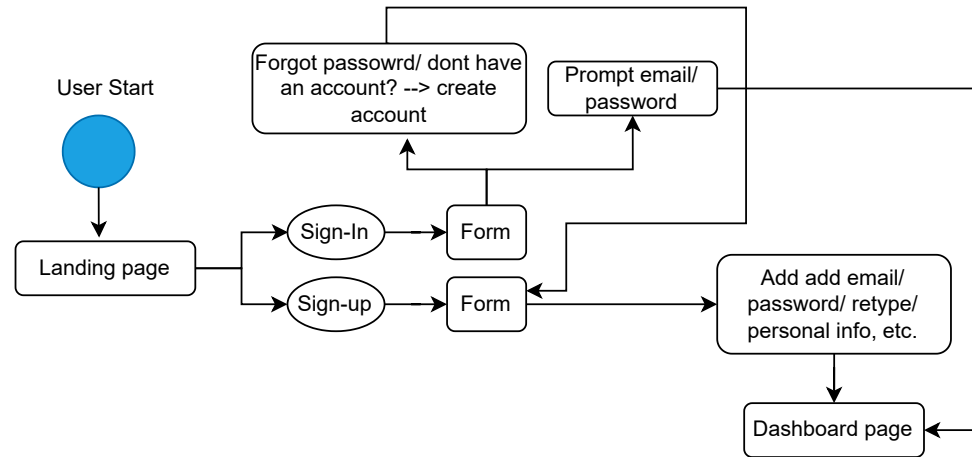 Forgot passowrd/ dont have
an account? --> create
account
Prompt email/
password
User Start
Sign-In
Form
Landing page
Sign-up
Form
Add add email/
password/ retype/
personal info, etc.
Dashboard page